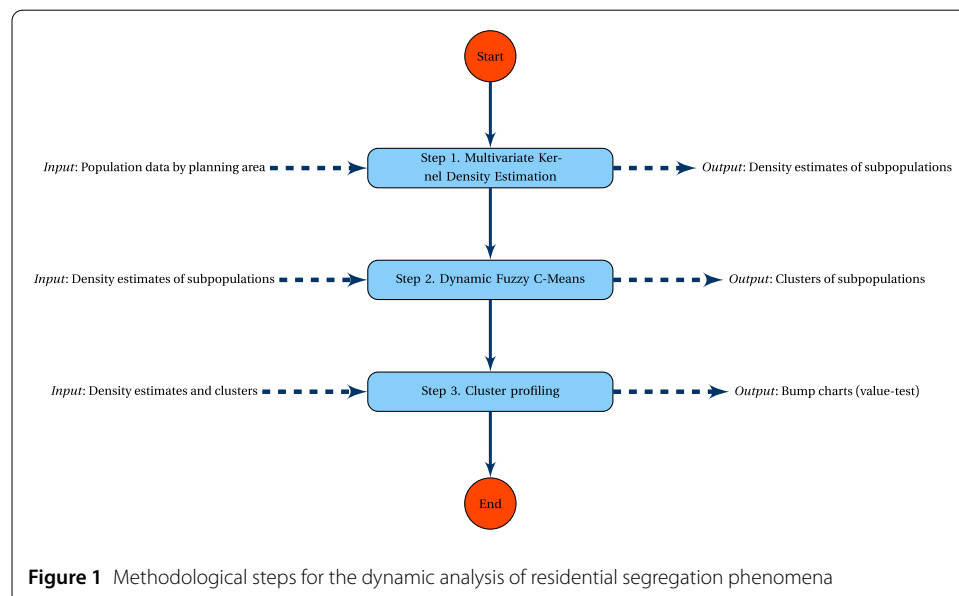 Start
Input: Population data by planning area
Step 1. Multivariate Ker-
nel Density Estimation
Output: Density estimates of subpopulations
Input: Density estimates of subpopulations
Step 2. Dynamic Fuzzy C-Means
Output: Clusters of subpopulations
Input: Density estimates and clusters
Step 3. Cluster profiling
Output: Bump charts (value-test)
End
Figure 1 Methodological steps for the dynamic analysis of residential segregation phenomena